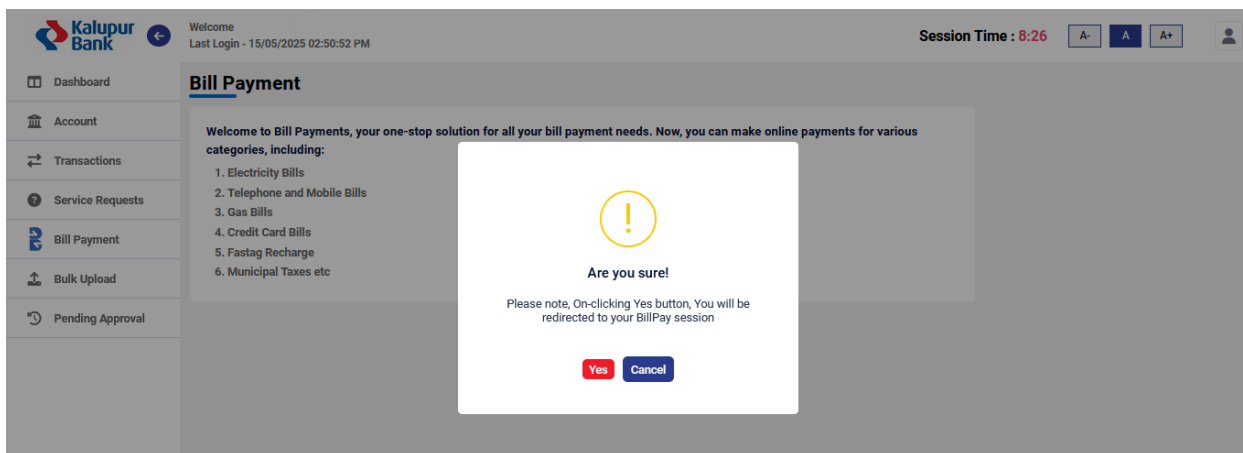 Kalupur
Bank
Welcome
Last Login - 15/05/2025 02:50:52 PM
Session Time : 8:26
A-
A
A+
Dashboard
Account
Transactions
Service Requests
Bill Payment
Bulk Upload
Pending Approval
Bill Payment
Welcome to Bill Payments, your one-stop solution for all your bill payment needs. Now, you can make online payments for various
categories, including:
1. Electricity Bills
2. Telephone and Mobile Bills
3. Gas Bills
4. Credit Card Bills
5. Fastag Recharge
6. Municipal Taxes etc
!
Are you sure!
Please note, On-clicking Yes button, You will be
redirected to your BillPay session
Yes
Cancel